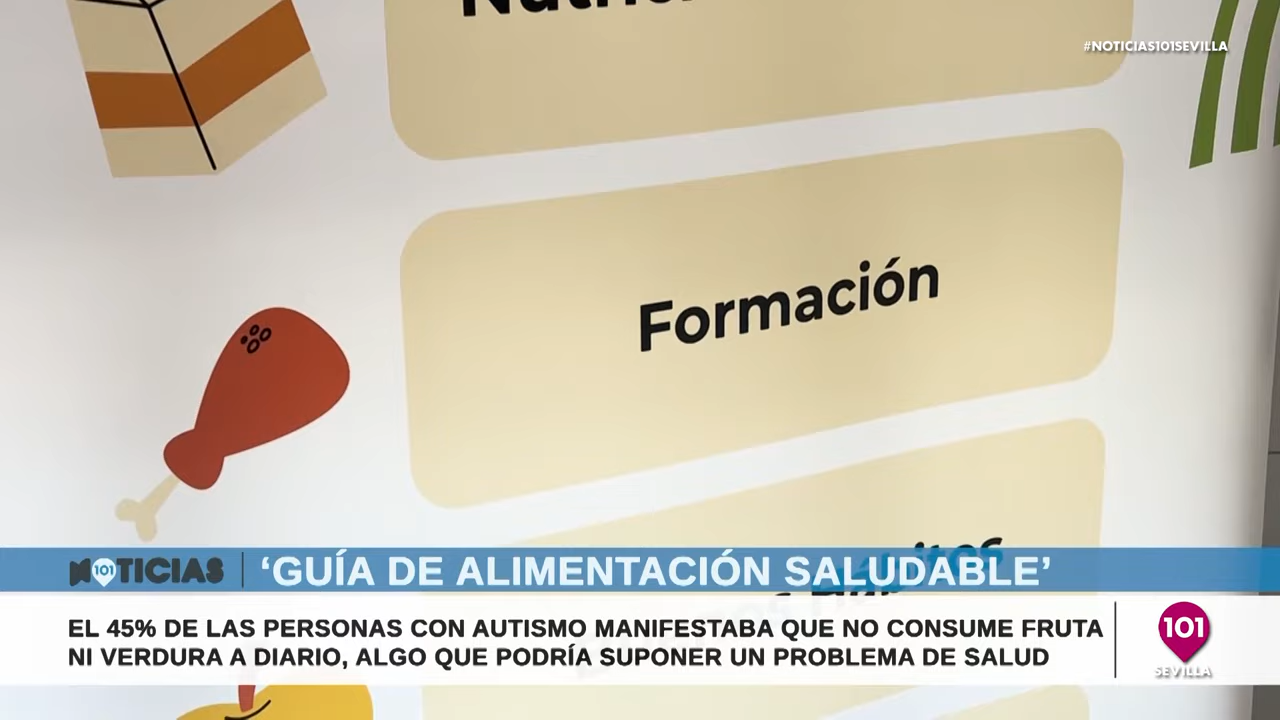 #NOTICIAS101SEVILLA
Formación
NOTICIAS 101
‘GUÍA DE ALIMENTACIÓN SALUDABLE’
EL 45% DE LAS PERSONAS CON AUTISMO MANIFESTABA QUE NO CONSUME FRUTA
NI VERDURA A DIARIO, ALGO QUE PODRÍA SUPONER UN PROBLEMA DE SALUD
101
SEVILLA